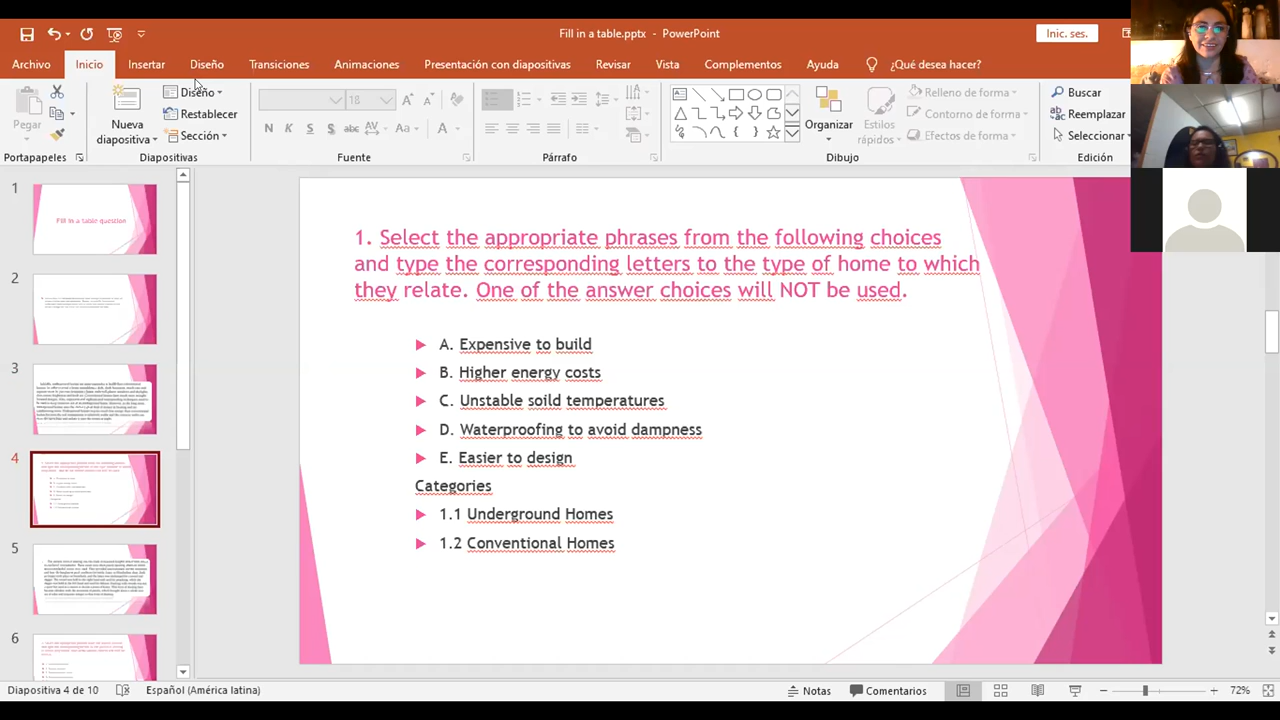 Fill in a table.pptx - PowerPoint
Inic. ses.
Archivo Inicio Insertar Diseño Transiciones Animaciones Presentación con diapositivas Revisar Vista Complementos Ayuda ¿Qué desea hacer?
Pegar
Nueva diapositiva
Diseño
Restablecer
Sección
18
N K S S abc AV Aa A
Organizar
Estilos rápidos
Relleno de forma
Contorno de forma
Efectos de forma
Buscar
Reemplazar
Seleccionar
Portapapeles Diapositivas Fuente Párrafo Dibujo Edición
1
Fill in a table question
2
3
4
5
6
1. Select the appropriate phrases from the following choices
and type the corresponding letters to the type of home to which
they relate. One of the answer choices will NOT be used.
A. Expensive to build
B. Higher energy costs
C. Unstable soild temperatures
D. Waterproofing to avoid dampness
E. Easier to design
Categories
1.1 Underground Homes
1.2 Conventional Homes
Diapositiva 4 de 10 Español (América latina) Notas Comentarios 72%